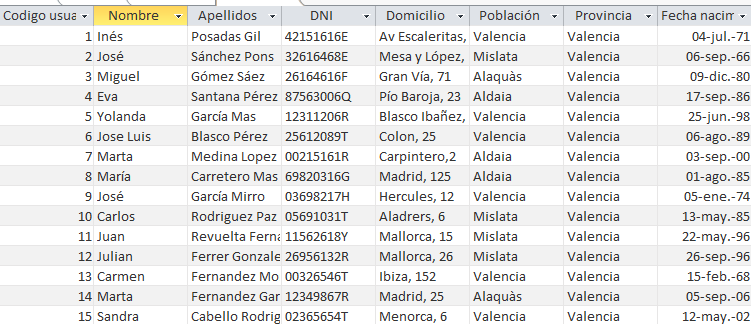 Codigo usua Nombre Apellidos DNI Domicilio Población Provincia Fecha nacim
1 Inés Posadas Gil 42151616E Av Escaleritas, Valencia Valencia 04-jul.-71
2 José Sánchez Pons 32616468E Mesa y López, Mislata Valencia 06-sep.-66
3 Miguel Gómez Sáez 26164616F Gran Vía, 71 Alaquàs Valencia 09-dic.-80
4 Eva Santana Pérez 87563006Q Pío Baroja, 23 Aldaia Valencia 17-sep.-86
5 Yolanda García Mas 12311206R Blasco Ibañez, Valencia Valencia 25-jun.-98
6 Jose Luis Blasco Pérez 25612089T Colon, 25 Valencia Valencia 06-ago.-89
7 Marta Medina Lopez 00215161R Carpintero,2 Aldaia Valencia 03-sep.-00
8 María Carretero Mas 69820316G Madrid, 125 Aldaia Valencia 01-ago.-85
9 José García Mirro 03698217H Hercules, 12 Valencia Valencia 05-ene.-74
10 Carlos Rodriguez Paz 05691031T Aladrers, 6 Mislata Valencia 13-may.-85
11 Juan Revuelta Ferna 11562618Y Mallorca, 15 Mislata Valencia 22-may.-96
12 Julian Ferrer Gonzale 26956132R Mallorca, 26 Mislata Valencia 26-sep.-96
13 Carmen Fernandez Mo 00326546T Ibiza, 152 Valencia Valencia 15-feb.-68
14 Marta Fernandez Gar 12349867R Madrid, 25 Alaquàs Valencia 05-sep.-06
15 Sandra Cabello Rodrig 02365654T Menorca, 6 Valencia Valencia 12-may.-02